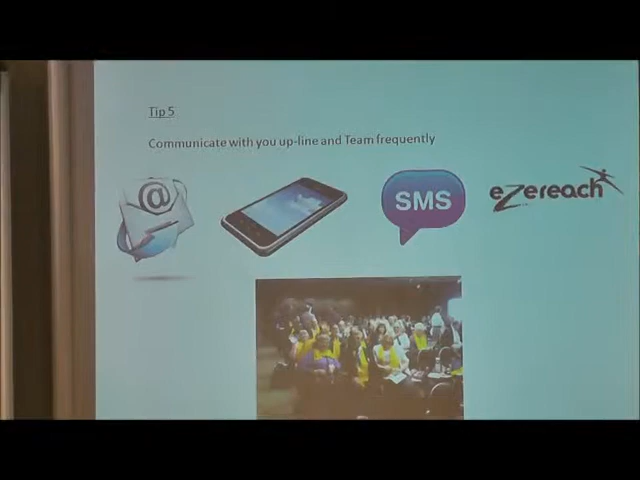 Tip 5
Communicate with you up-line and Team frequently
@
SMS
eZereach